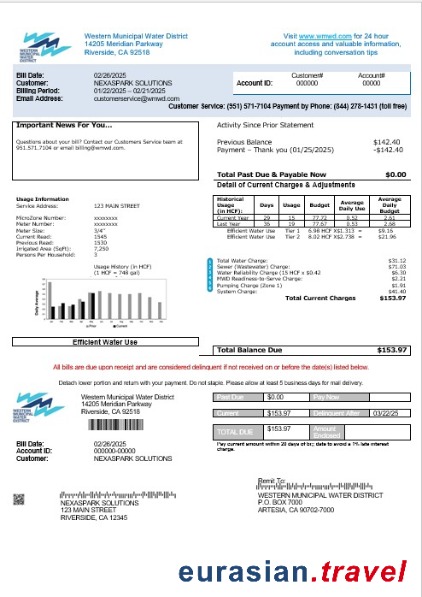 WESTERN MUNICIPAL WATER DISTRICT
Western Municipal Water District
14205 Meridian Parkway
Riverside, CA 92518
Visit www.wmwd.com for 24 hour
account access and valuable information,
including conversation tips
Bill Date: 02/26/2025
Customer: NEXASPARK SOLUTIONS
Billing Period: 01/22/2025 – 02/21/2025
Email Address: customerservice@wmwd.com
Customer# Account#
Account ID: 000000 00000
Customer Service: (951) 571-7104 Payment by Phone: (844) 278-1431 (toll free)
Important News For You...
Questions about your bill? Contact our Customers Service team at
951.571.7104 or email billing@wmwd.com.
Activity Since Prior Statement
Previous Balance $142.40
Payment – Thank you (01/25/2025) -$142.40
Total Past Due & Payable Now $0.00
Detail of Current Charges & Adjustments
Usage Information
Service Address: 123 MAIN STREET
MicroZone Number: xxxxxxxx
Meter Number: xxxxxxxx
Meter Size: 3/4"
Current Read: 1545
Previous Read: 1530
Irrigated Area (SqFt): 7,250
Persons Per Household: 3
Usage History (in HCF)
(1 HCF = 748 gal)
Daily Average
Prior Current
Efficient Water Use
Historical Usage (in HCF): Days Usage Budget Average Daily Use Average Daily Budget
Current Year 29 15 77.72 0.52 2.61
Last Year 36 19 77.67 0.53 2.68
Efficient Water Use Tier 1 6.98 HCF X$1.313 = $9.16
Efficient Water Use Tier 2 8.02 HCF X$2.738 = $21.96
Total Water Charge: $31.12
Sewer (Wastewater) Charge: $71.03
Water Reliability Charge (15 HCF x $0.42 $6.30
MWD Readiness-to-Serve Charge: $2.21
Pumping Charge (Zone 1) $1.91
System Charge: $41.40
Total Current Charges $153.97
Total Balance Due $153.97
All bills are due upon receipt and are considered delinquent if not received on or before the date(s) listed below.
Detach lower portion and return with your payment. Do not staple. Please allow at least 5 business days for mail delivery.
WESTERN MUNICIPAL WATER DISTRICT
Western Municipal Water District
14205 Meridian Parkway
Riverside, CA 92518
Bill Date: 02/26/2025
Account ID: 000000-00000
Customer: NEXASPARK SOLUTIONS
Past Due $0.00 Pay Now
Current $153.97 Delinquent After 03/22/25
TOTAL DUE $153.97 Amount Enclosed
Pay current amount within 20 days of bill date to avoid a 1% late interest
charge.
NEXASPARK SOLUTIONS
123 MAIN STREET
RIVERSIDE, CA 12345
Remit To:
WESTERN MUNICIPAL WATER DISTRICT
P.O. BOX 7000
ARTESIA, CA 90702-7000
eurasian.travel